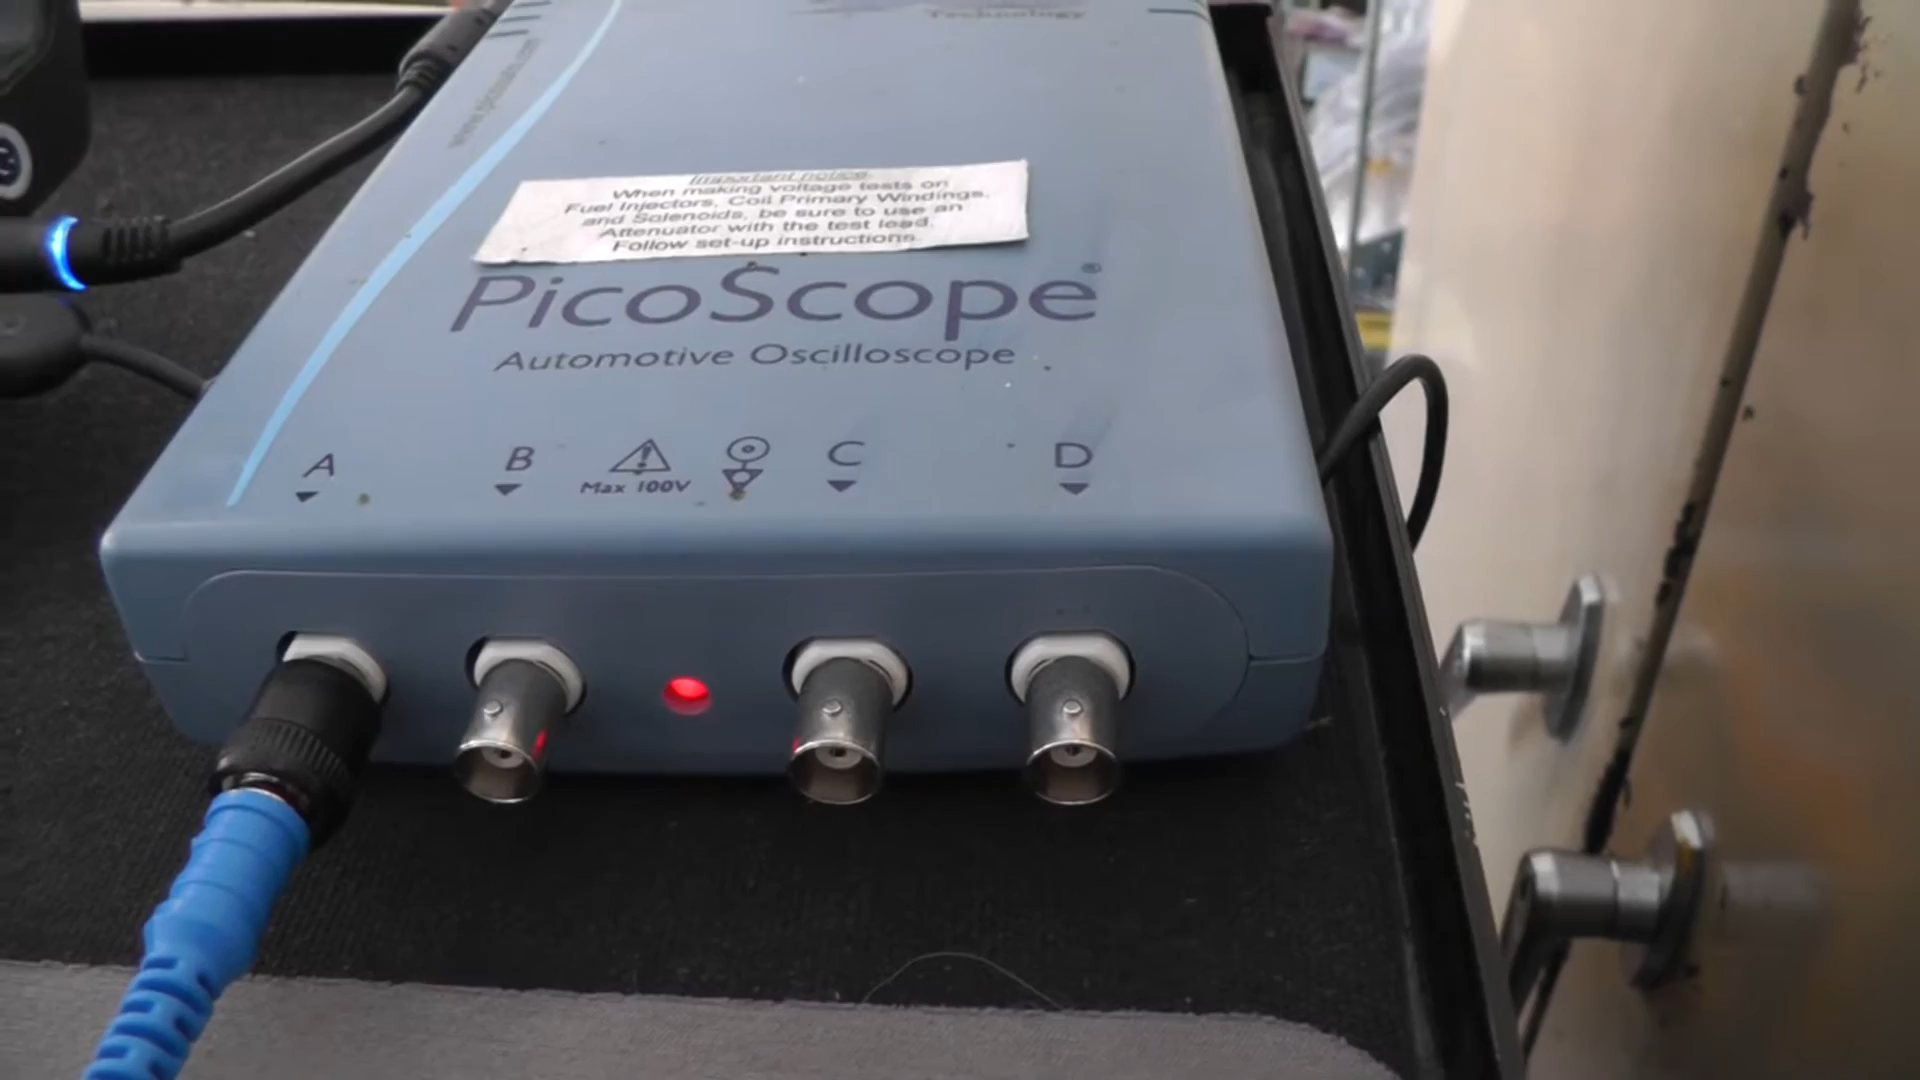 Technology
Important notice.
When making voltage tests on
Fuel Injectors, Coil Primary Windings,
and Solenoids, be sure to use an
Attenuator with the test lead.
Follow set-up instructions.
PicoScope®
Automotive Oscilloscope
A B C D
Max 100V